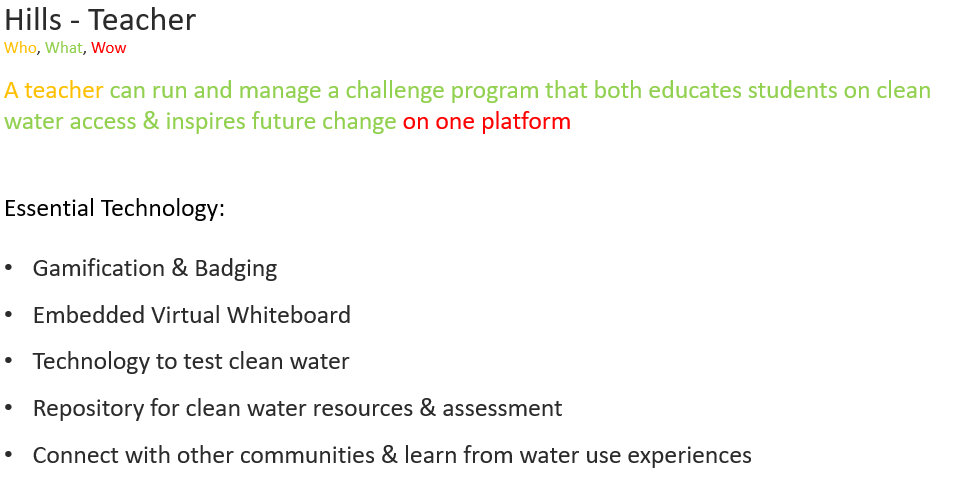 Hills - Teacher
Who, What, Wow
A teacher can run and manage a challenge program that both educates students on clean
water access & inspires future change on one platform
Essential Technology:
• Gamification & Badging
• Embedded Virtual Whiteboard
• Technology to test clean water
• Repository for clean water resources & assessment
• Connect with other communities & learn from water use experiences